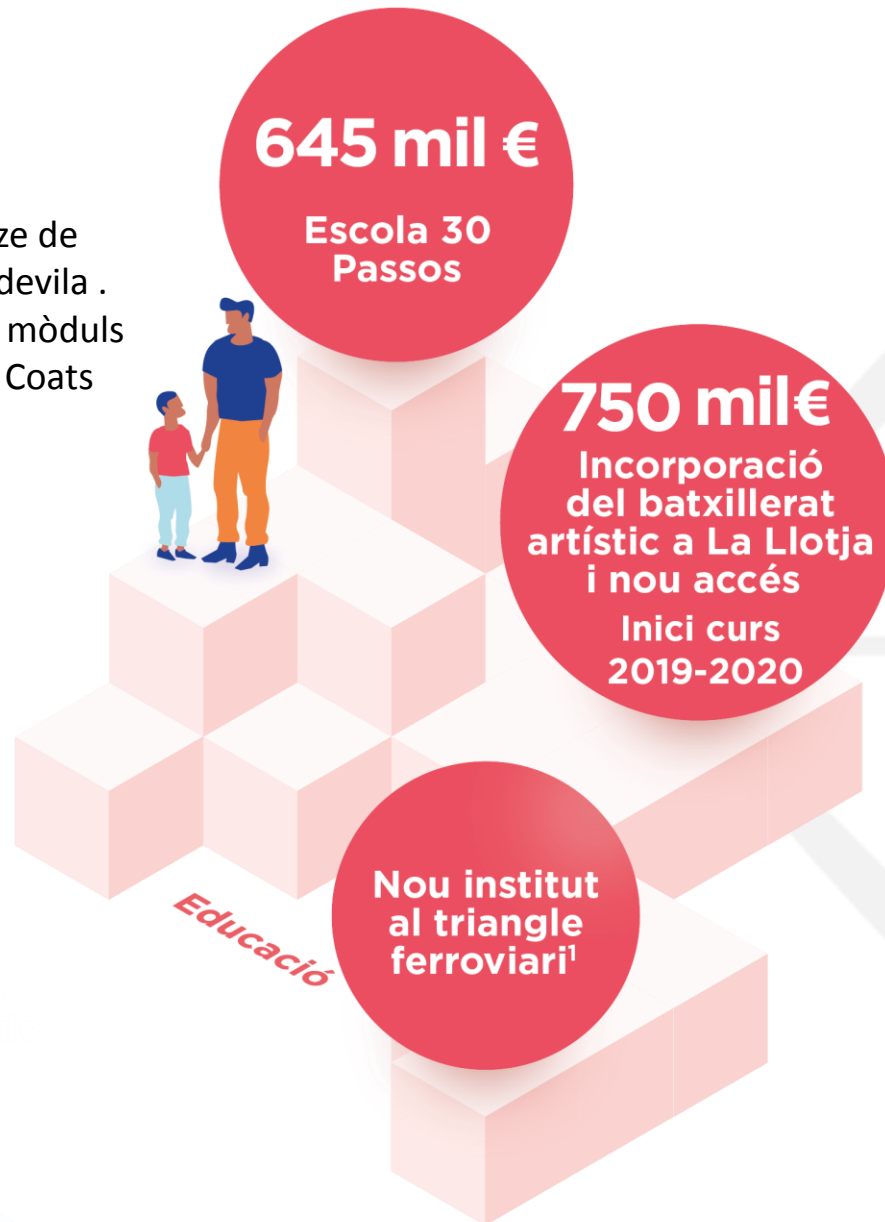 645 mil €
Escola 30
Passos
ze de
devila .
mòduls
Coats
750 mil€
Incorporació
del batxillerat
artístic a La Llotja
i nou accés
Inici curs
2019-2020
Nou institut
al triangle
ferroviari¹
Educació